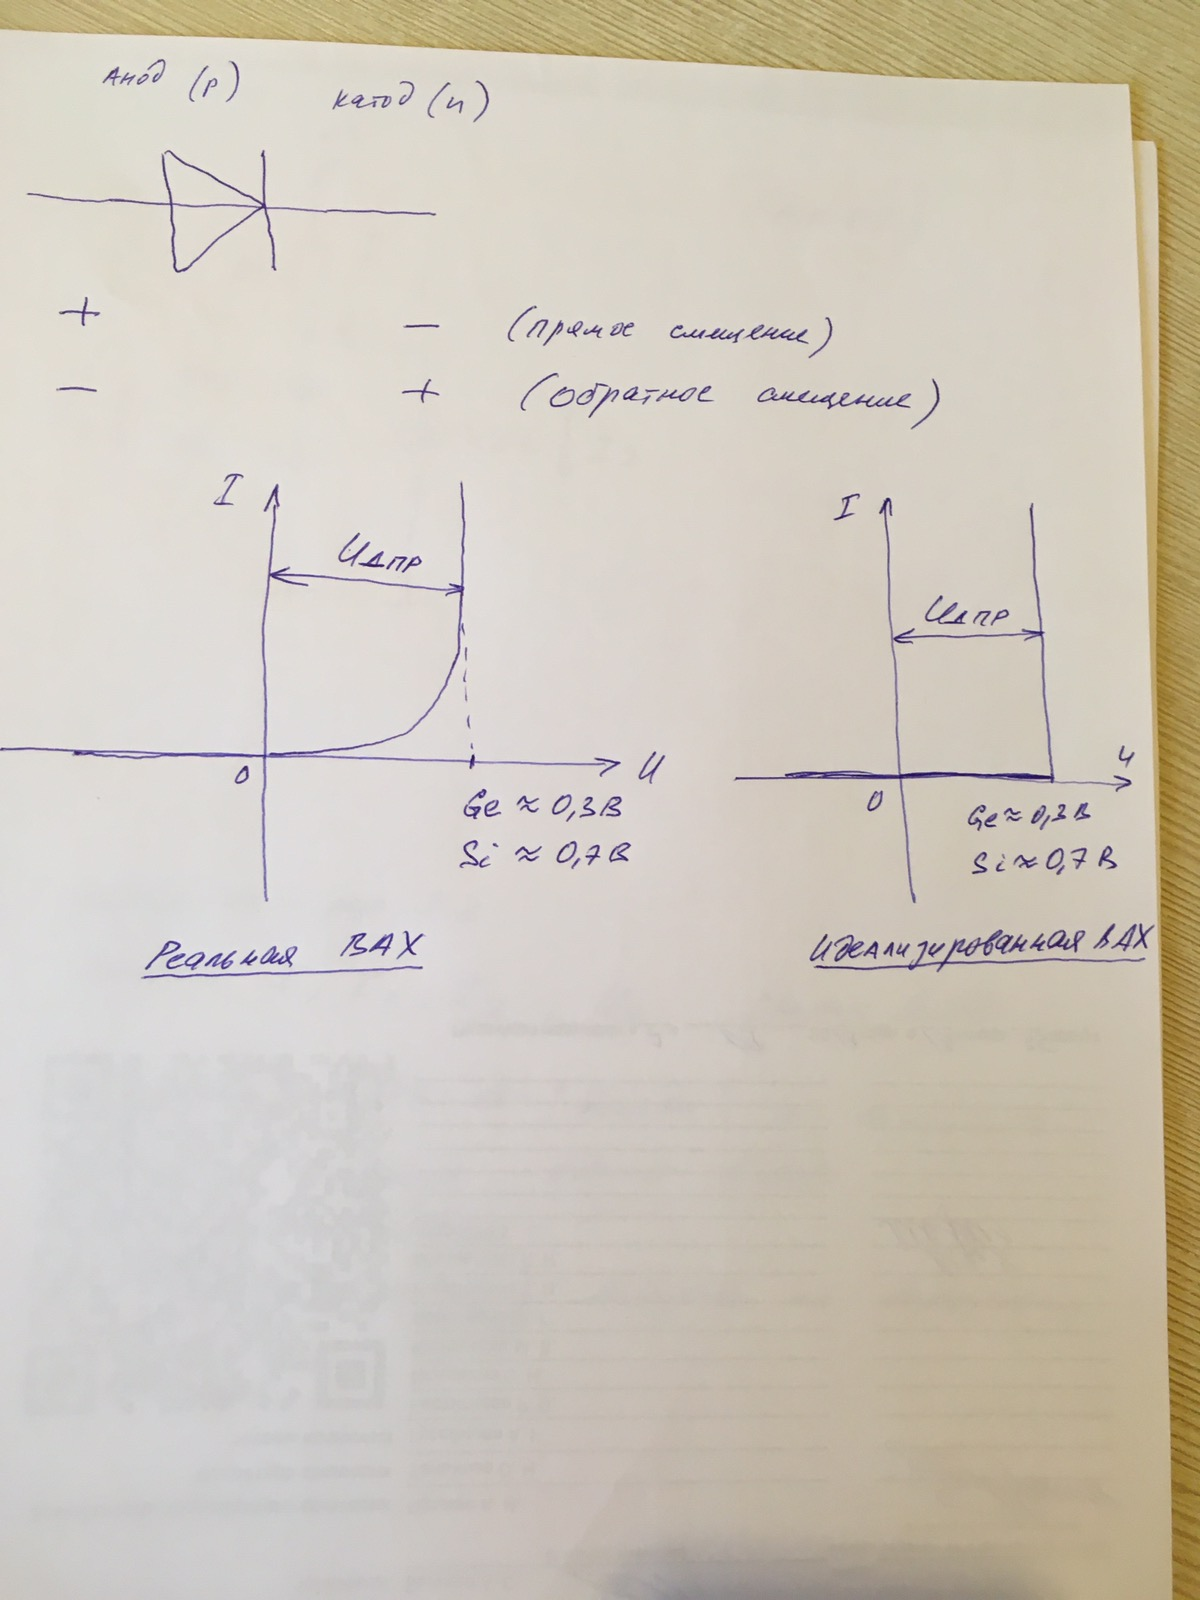 Анод (p) катод (n)
+ − (прямое смещение)
− + (обратное смещение)
I
UДПР
0
U
Ge ≈ 0,3В
Si ≈ 0,7В
Реальная ВАХ
I
UДПР
0
U
Ge ≈ 0,3В
Si ≈ 0,7В
Идеализированная ВАХ